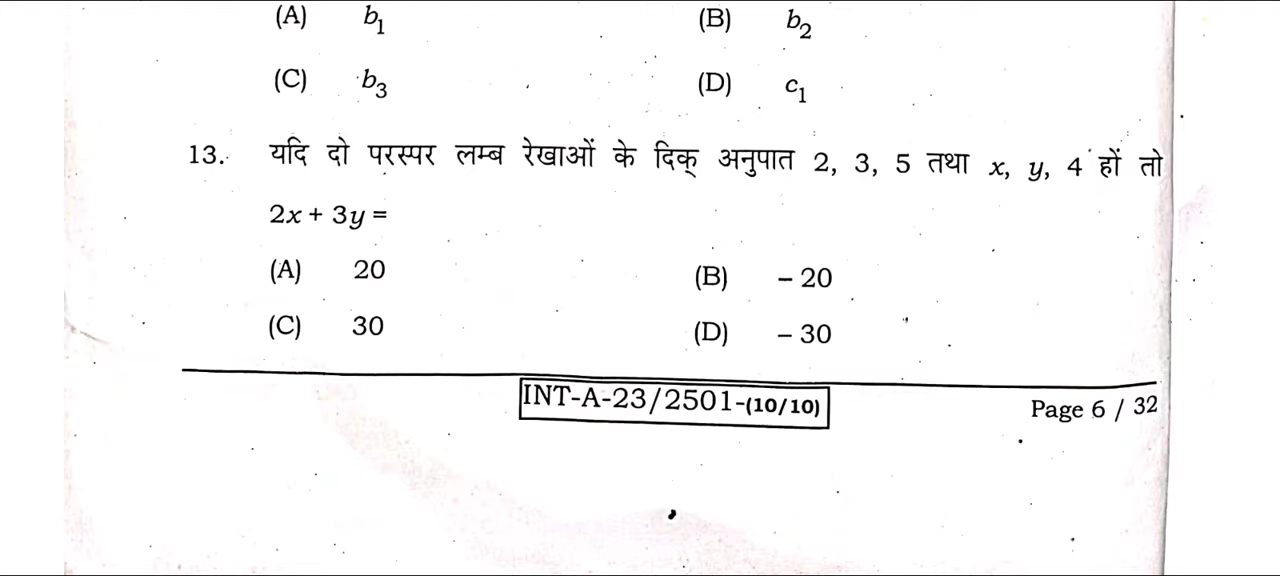 (A) b₁ (B) b₂
(C) b₃ (D) c₁
13. यदि दो परस्पर लम्ब रेखाओं के दिक् अनुपात 2, 3, 5 तथा x, y, 4 हों तो
2x + 3y =
(A) 20 (B) – 20
(C) 30 (D) – 30
INT-A-23/2501-(10/10) Page 6 / 32